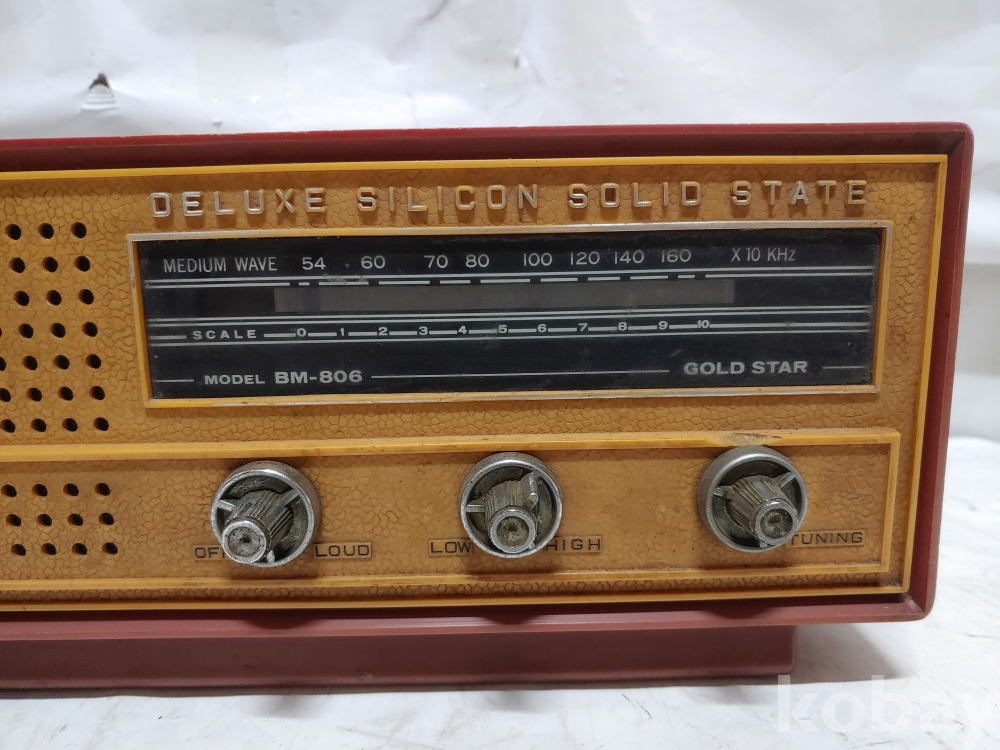 DELUXE SILICON SOLID STATE
MEDIUM WAVE 54 60 70 80 100 120 140 160 X 10 KHz
SCALE 0 1 2 3 4 5 6 7 8 9 10
MODEL BM-806 GOLD STAR
LOUD LOW HIGH TUNING
kobay